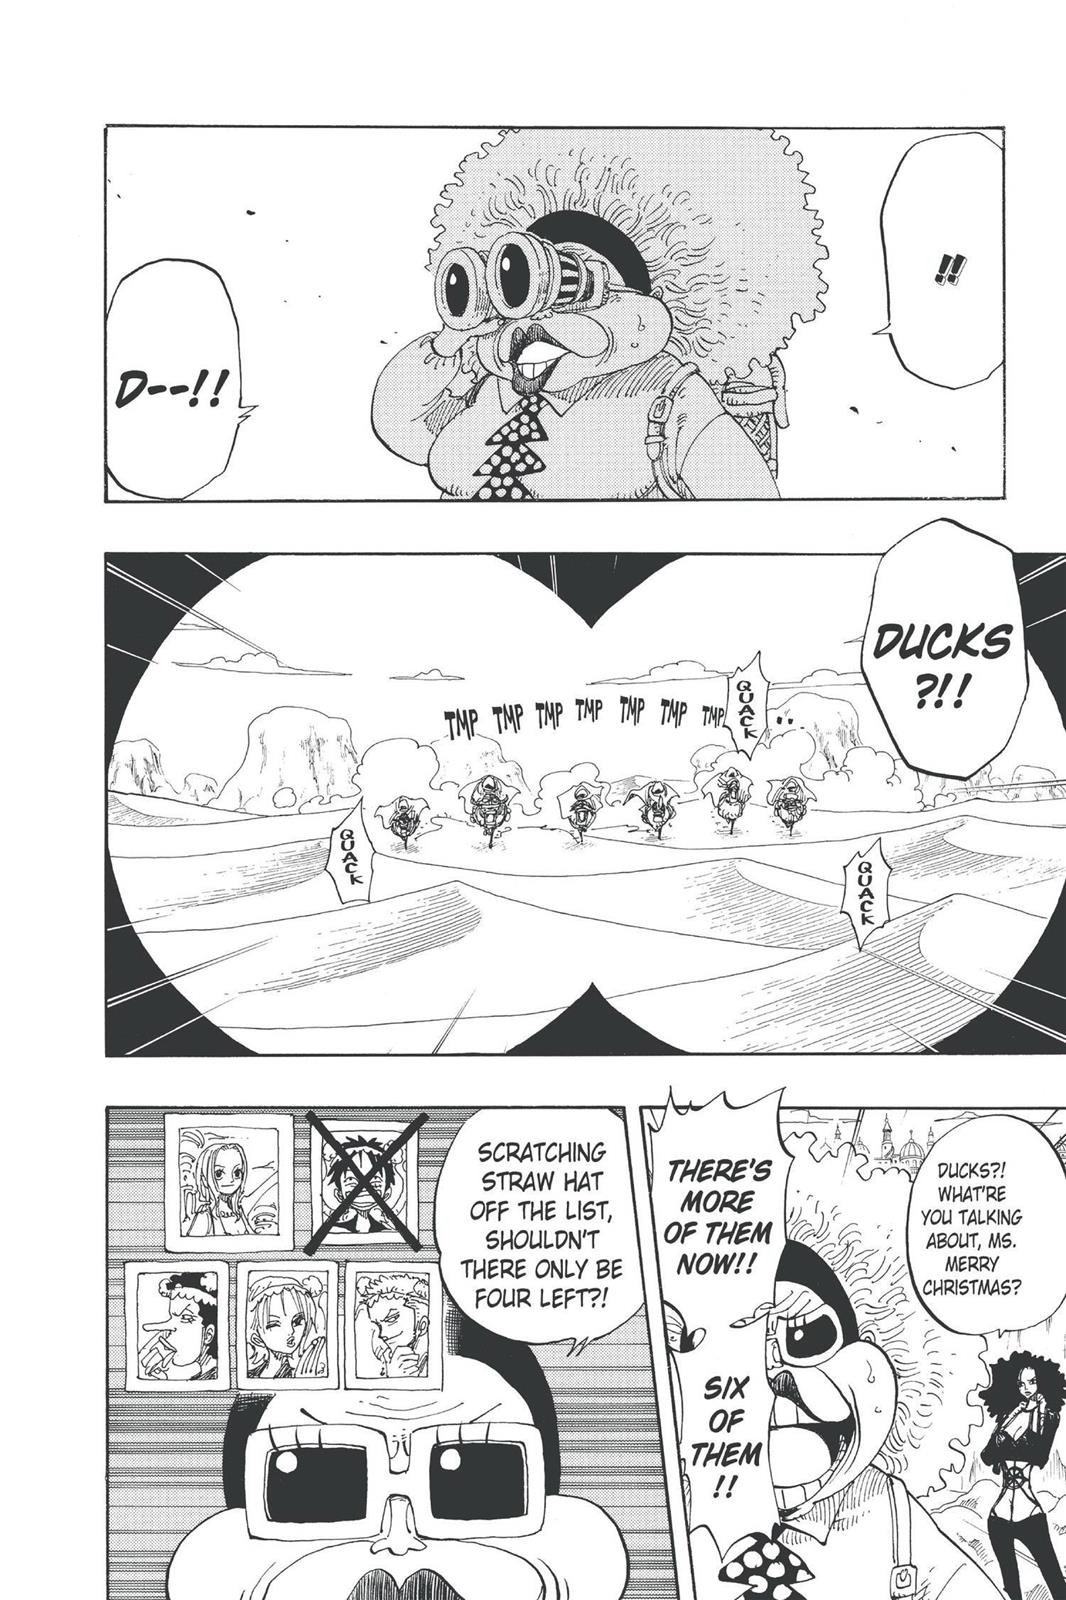 !!
D--!!
DUCKS
?!!
TMP TMP TMP TMP TMP TMP TMP
QUACK
QUACK
QUACK
DUCKS?!
WHAT'RE
YOU TALKING
ABOUT, MS.
MERRY
CHRISTMAS?
THERE'S
MORE
OF THEM
NOW!!
SIX
OF
THEM
!!
SCRATCHING
STRAW HAT
OFF THE LIST,
SHOULDN'T
THERE ONLY BE
FOUR LEFT?!